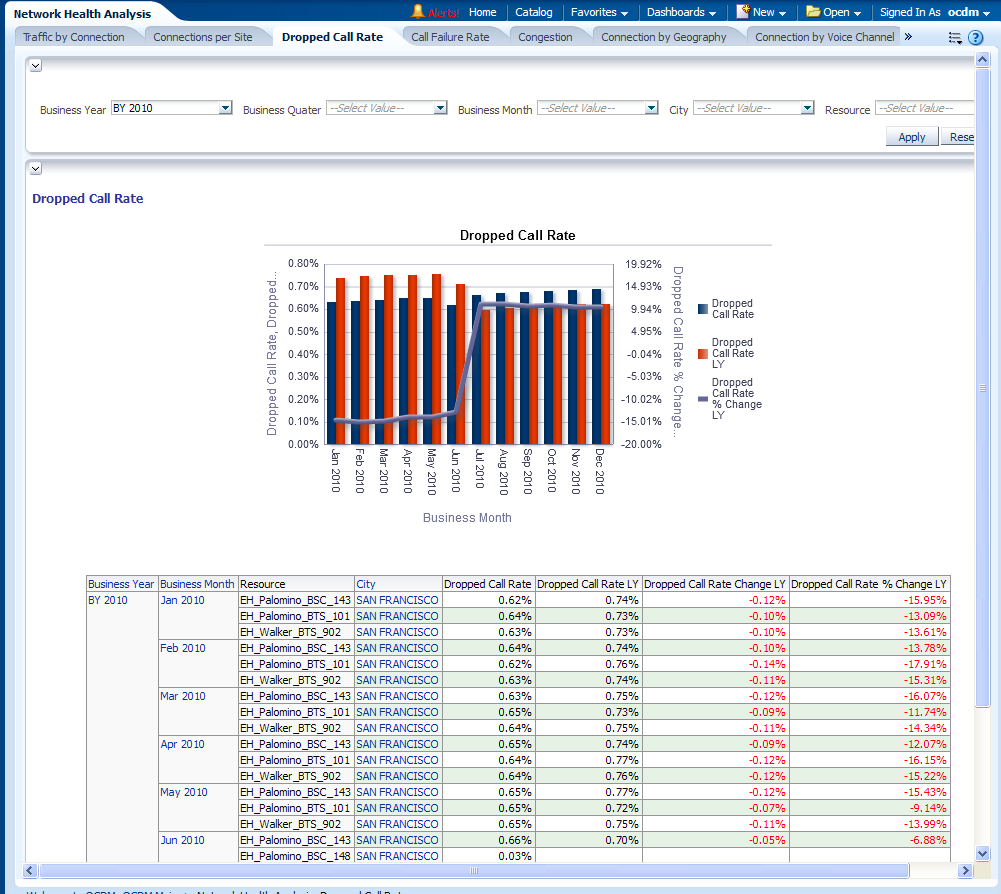 Network Health Analysis
Alerts! Home Catalog Favorites Dashboards New Open Signed In As ocdm
Traffic by Connection Connections per Site Dropped Call Rate Call Failure Rate Congestion Connection by Geography Connection by Voice Channel »
Business Year BY 2010 Business Quater --Select Value-- Business Month --Select Value-- City --Select Value-- Resource --Select Value--
Apply Rese
Dropped Call Rate
Dropped Call Rate
Dropped Call Rate, Dropped...
0.80%
0.70%
0.60%
0.50%
0.40%
0.30%
0.20%
0.10%
0.00%
19.92%
14.93%
9.94%
4.95%
-0.04%
-5.03%
-10.02%
-15.01%
-20.00%
Dropped Call Rate % Change...
Dropped
Call Rate
Dropped
Call Rate
LY
Dropped
Call Rate
% Change
LY
Jan 2010
Feb 2010
Mar 2010
Apr 2010
May 2010
Jun 2010
Jul 2010
Aug 2010
Sep 2010
Oct 2010
Nov 2010
Dec 2010
Business Month
Business Year Business Month Resource City Dropped Call Rate Dropped Call Rate LY Dropped Call Rate Change LY Dropped Call Rate % Change LY
BY 2010 Jan 2010 EH_Palomino_BSC_143 SAN FRANCISCO 0.62% 0.74% -0.12% -15.95%
EH_Palomino_BTS_101 SAN FRANCISCO 0.64% 0.73% -0.10% -13.09%
EH_Walker_BTS_902 SAN FRANCISCO 0.63% 0.73% -0.10% -13.61%
Feb 2010 EH_Palomino_BSC_143 SAN FRANCISCO 0.64% 0.74% -0.10% -13.78%
EH_Palomino_BTS_101 SAN FRANCISCO 0.62% 0.76% -0.14% -17.91%
EH_Walker_BTS_902 SAN FRANCISCO 0.63% 0.74% -0.11% -15.31%
Mar 2010 EH_Palomino_BSC_143 SAN FRANCISCO 0.63% 0.75% -0.12% -16.07%
EH_Palomino_BTS_101 SAN FRANCISCO 0.65% 0.73% -0.09% -11.74%
EH_Walker_BTS_902 SAN FRANCISCO 0.64% 0.75% -0.11% -14.34%
Apr 2010 EH_Palomino_BSC_143 SAN FRANCISCO 0.65% 0.74% -0.09% -12.07%
EH_Palomino_BTS_101 SAN FRANCISCO 0.64% 0.77% -0.12% -16.15%
EH_Walker_BTS_902 SAN FRANCISCO 0.64% 0.76% -0.12% -15.22%
May 2010 EH_Palomino_BSC_143 SAN FRANCISCO 0.65% 0.77% -0.12% -15.43%
EH_Palomino_BTS_101 SAN FRANCISCO 0.65% 0.72% -0.07% -9.14%
EH_Walker_BTS_902 SAN FRANCISCO 0.65% 0.75% -0.11% -13.99%
Jun 2010 EH_Palomino_BSC_143 SAN FRANCISCO 0.66% 0.70% -0.05% -6.88%
EH_Palomino_BSC_148 SAN FRANCISCO 0.03%